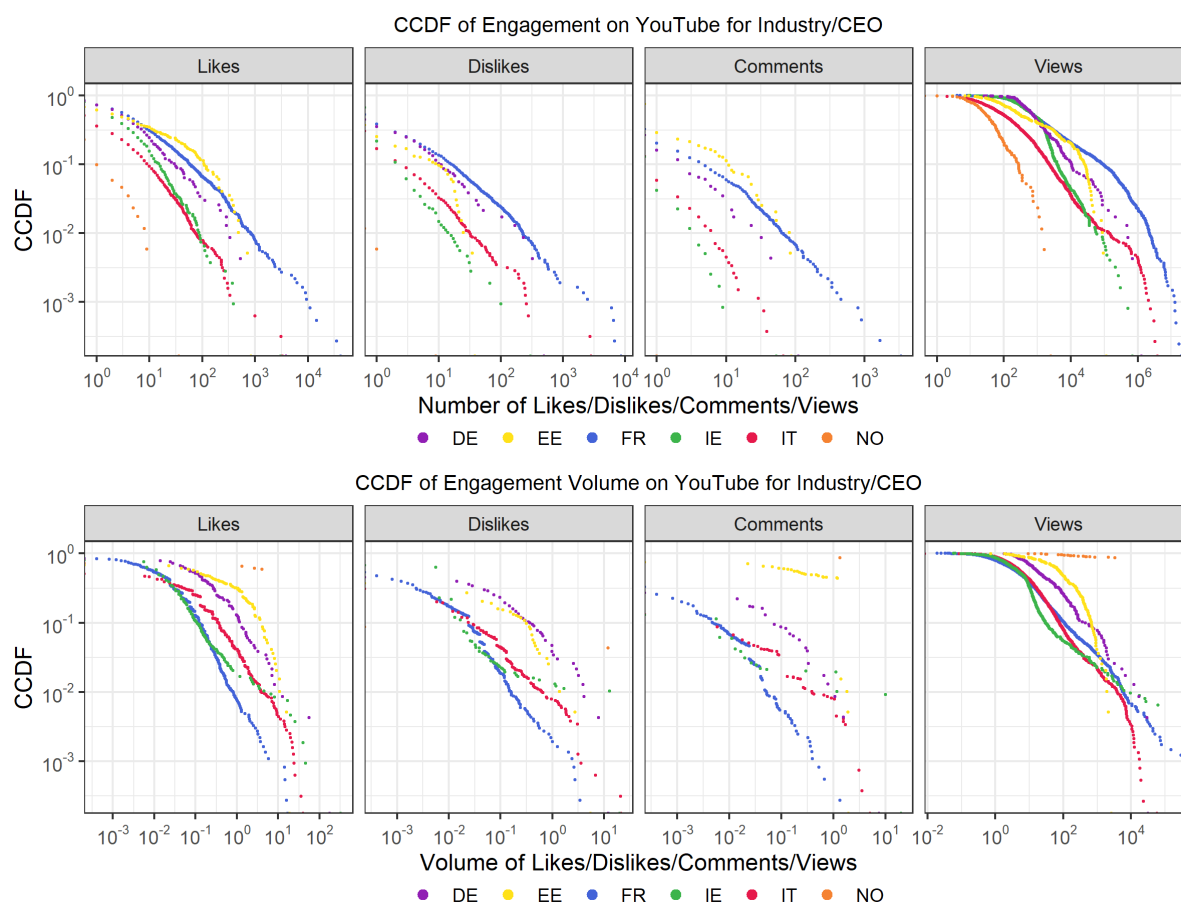 CCDF of Engagement on YouTube for Industry/CEO
Likes Dislikes Comments Views
CCDF
10^0
10^-1
10^-2
10^-3
10^0 10^1 10^2 10^3 10^4 10^0 10^1 10^2 10^3 10^4 10^0 10^1 10^2 10^3 10^0 10^2 10^4 10^6
Number of Likes/Dislikes/Comments/Views
DE EE FR IE IT NO
CCDF of Engagement Volume on YouTube for Industry/CEO
Likes Dislikes Comments Views
CCDF
10^0
10^-1
10^-2
10^-3
10^-3 10^-2 10^-1 10^0 10^1 10^2 10^-3 10^-2 10^-1 10^0 10^1 10^-3 10^-2 10^-1 10^0 10^1 10^-2 10^0 10^2 10^4
Volume of Likes/Dislikes/Comments/Views
DE EE FR IE IT NO